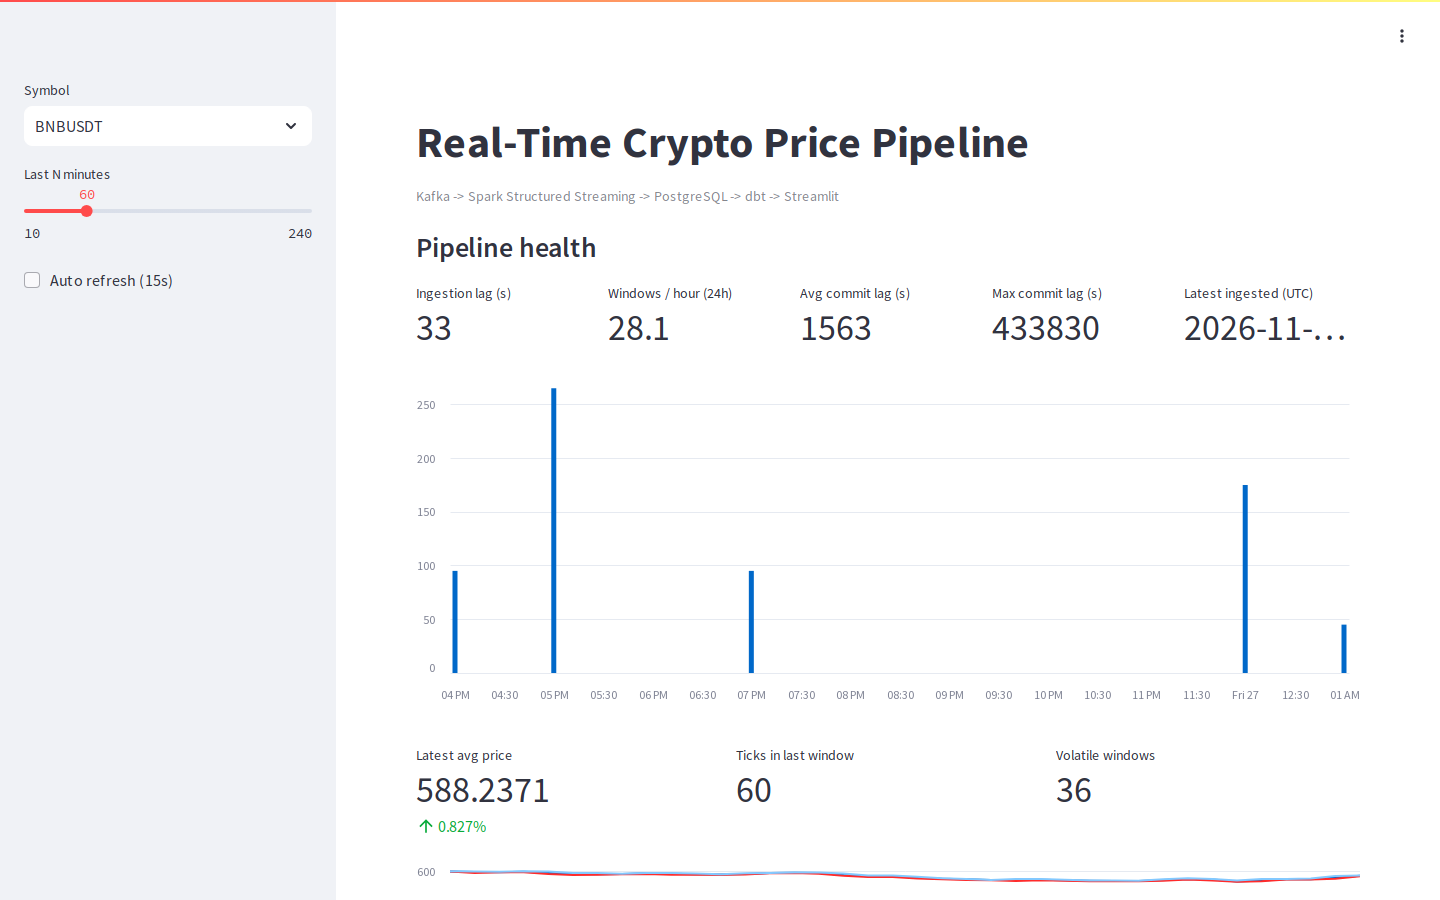 Symbol
BNBUSDT
Last N minutes
60
10 240
Auto refresh (15s)
Real-Time Crypto Price Pipeline
Kafka -> Spark Structured Streaming -> PostgreSQL -> dbt -> Streamlit
Pipeline health
Ingestion lag (s) Windows / hour (24h) Avg commit lag (s) Max commit lag (s) Latest ingested (UTC)
33 28.1 1563 433830 2026-11-…
250
200
150
100
50
0
04 PM 04:30 05 PM 05:30 06 PM 06:30 07 PM 07:30 08 PM 08:30 09 PM 09:30 10 PM 10:30 11 PM 11:30 Fri 27 12:30 01 AM
Latest avg price Ticks in last window Volatile windows
588.2371 60 36
↑ 0.827%
600